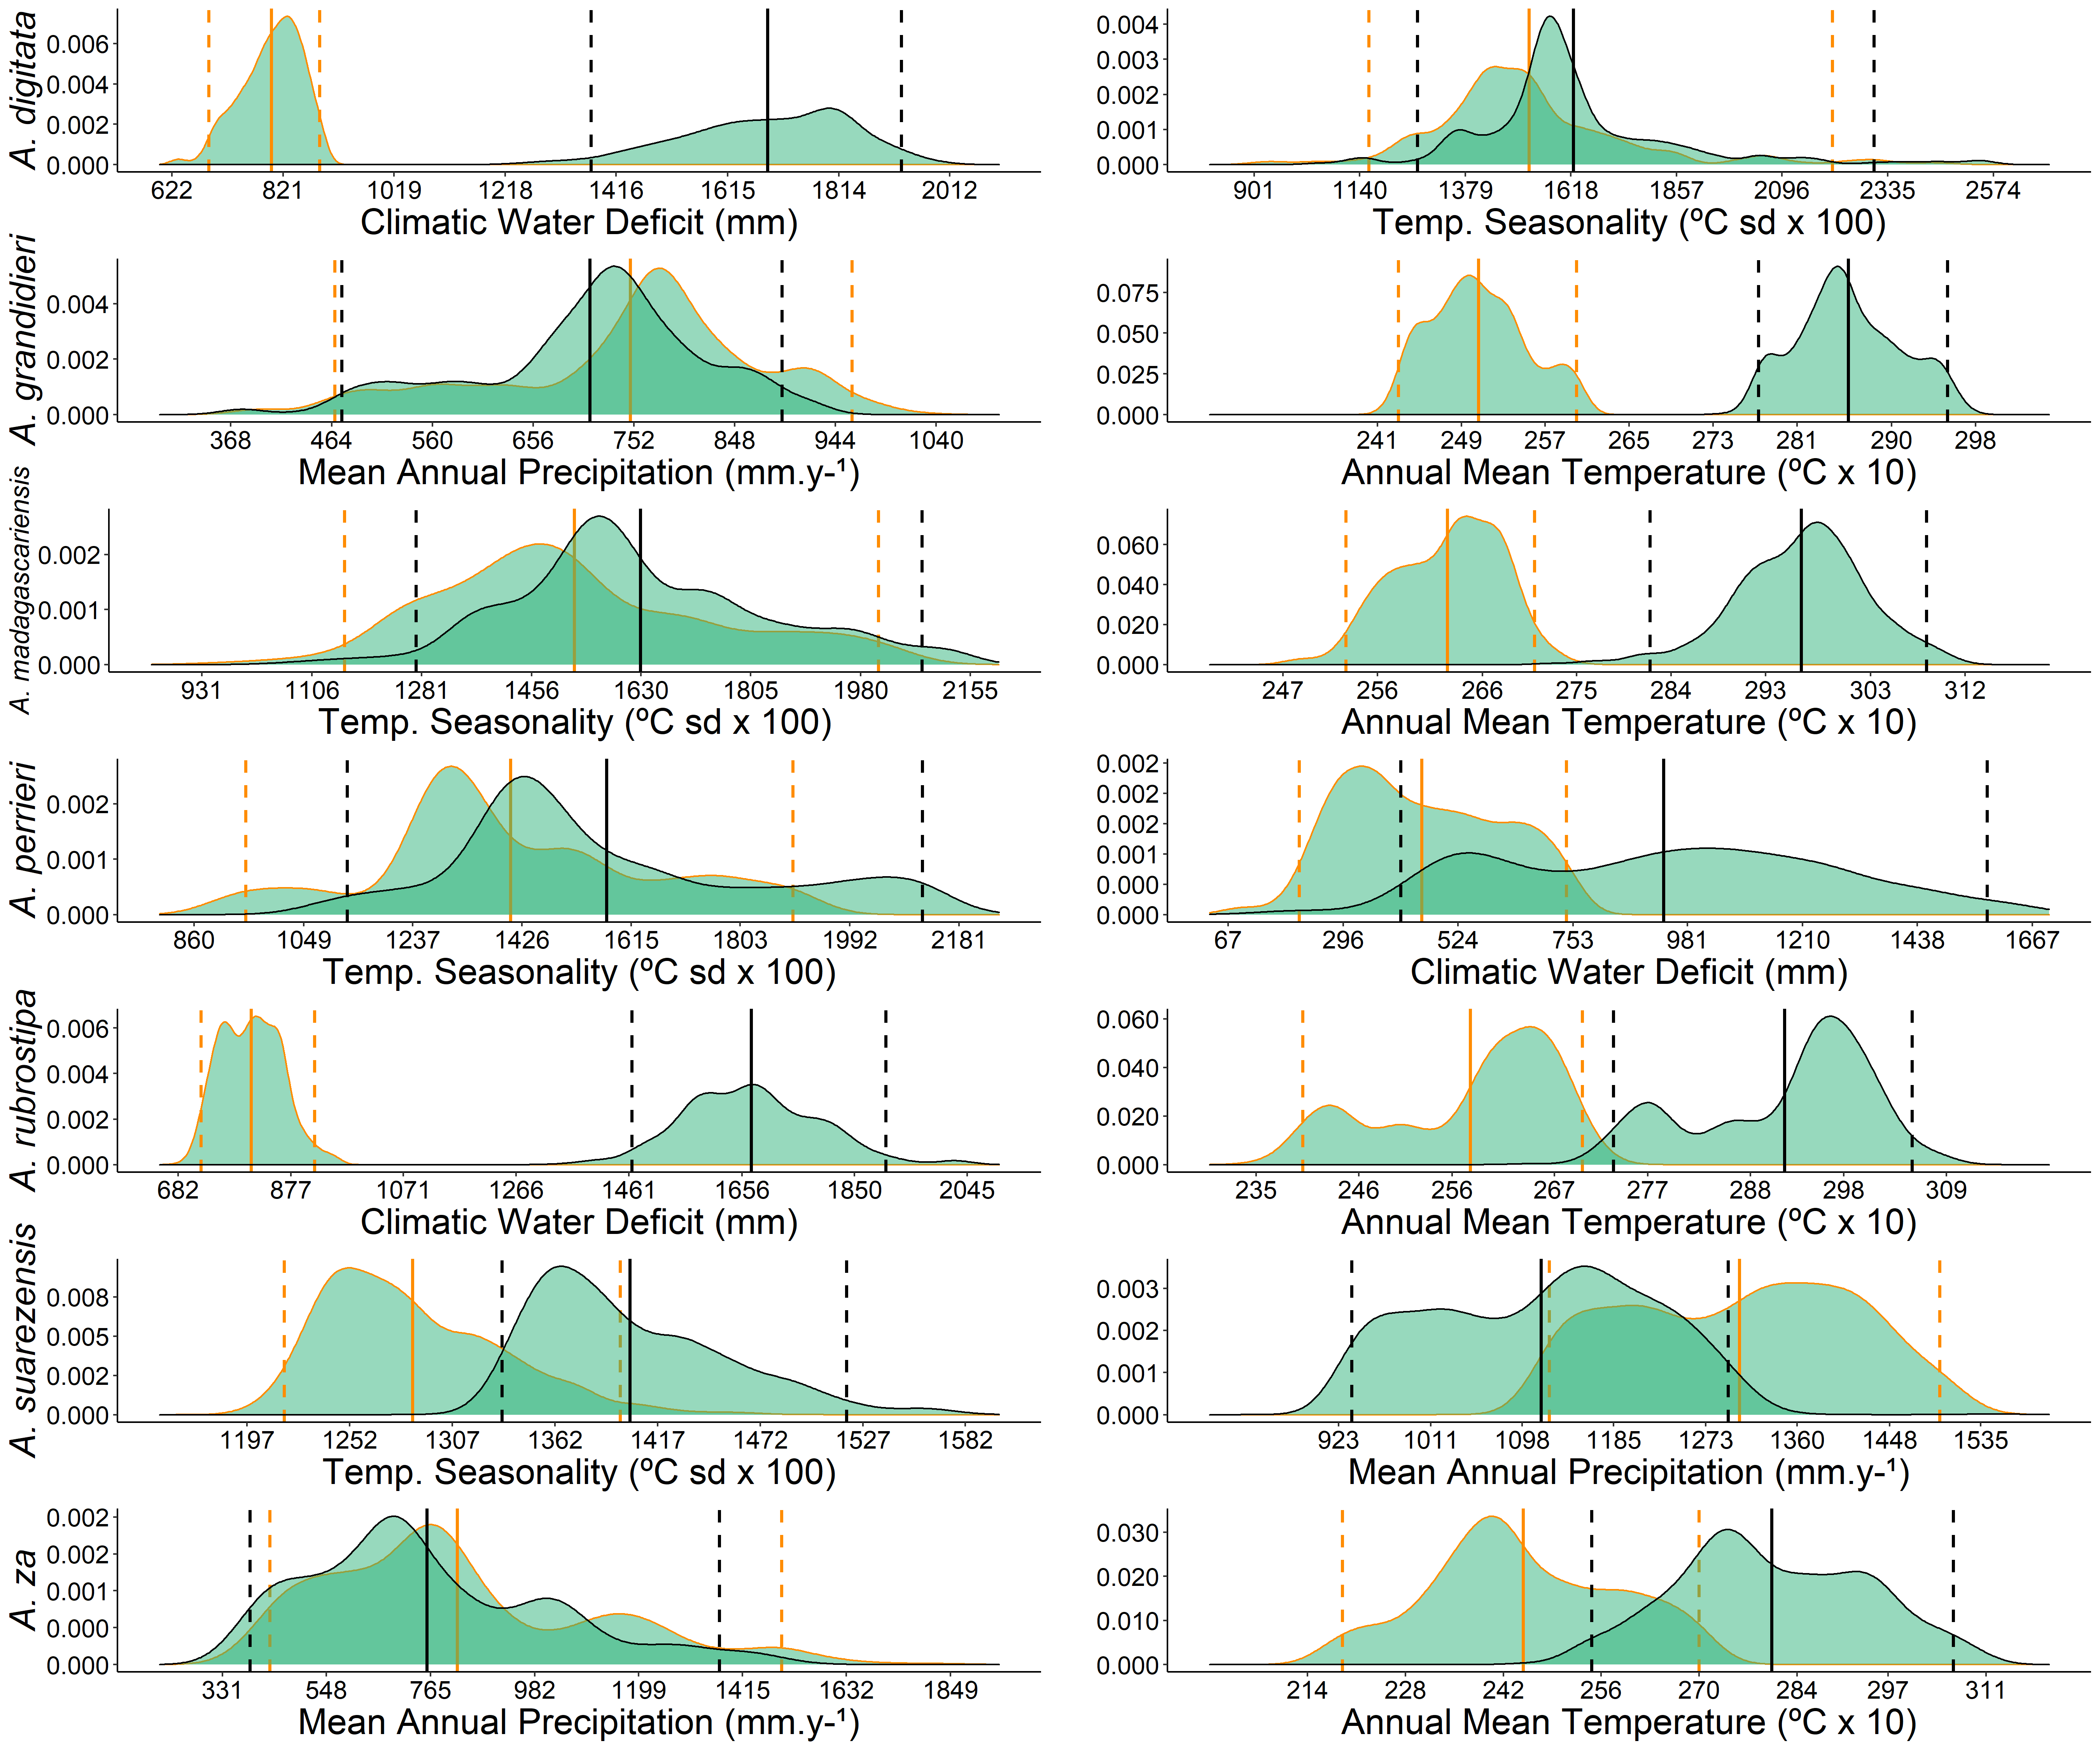 A. digitata
0.006
0.004
0.002
0.000
622 821 1019 1218 1416 1615 1814 2012
Climatic Water Deficit (mm)
0.004
0.003
0.002
0.001
0.000
901 1140 1379 1618 1857 2096 2335 2574
Temp. Seasonality (ºC sd x 100)
A. grandidieri
0.004
0.002
0.000
368 464 560 656 752 848 944 1040
Mean Annual Precipitation (mm.y-¹)
0.075
0.050
0.025
0.000
241 249 257 265 273 281 290 298
Annual Mean Temperature (ºC x 10)
A. madagascariensis
0.002
0.001
0.000
931 1106 1281 1456 1630 1805 1980 2155
Temp. Seasonality (ºC sd x 100)
0.060
0.040
0.020
0.000
247 256 266 275 284 293 303 312
Annual Mean Temperature (ºC x 10)
A. perrieri
0.002
0.001
0.000
860 1049 1237 1426 1615 1803 1992 2181
Temp. Seasonality (ºC sd x 100)
0.002
0.002
0.002
0.001
0.000
0.000
67 296 524 753 981 1210 1438 1667
Climatic Water Deficit (mm)
A. rubrostipa
0.006
0.004
0.002
0.000
682 877 1071 1266 1461 1656 1850 2045
Climatic Water Deficit (mm)
0.060
0.040
0.020
0.000
235 246 256 267 277 288 298 309
Annual Mean Temperature (ºC x 10)
A. suarezensis
0.008
0.005
0.002
0.000
1197 1252 1307 1362 1417 1472 1527 1582
Temp. Seasonality (ºC sd x 100)
0.003
0.002
0.001
0.000
923 1011 1098 1185 1273 1360 1448 1535
Mean Annual Precipitation (mm.y-¹)
A. za
0.002
0.002
0.001
0.000
0.000
331 548 765 982 1199 1415 1632 1849
Mean Annual Precipitation (mm.y-¹)
0.030
0.020
0.010
0.000
214 228 242 256 270 284 297 311
Annual Mean Temperature (ºC x 10)